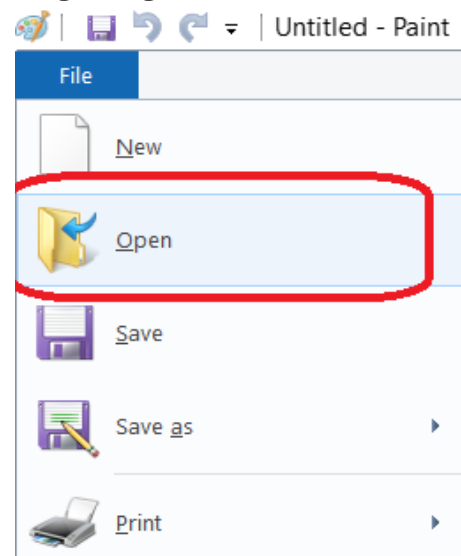 Untitled - Paint
File
New
Open
Save
Save as
Print